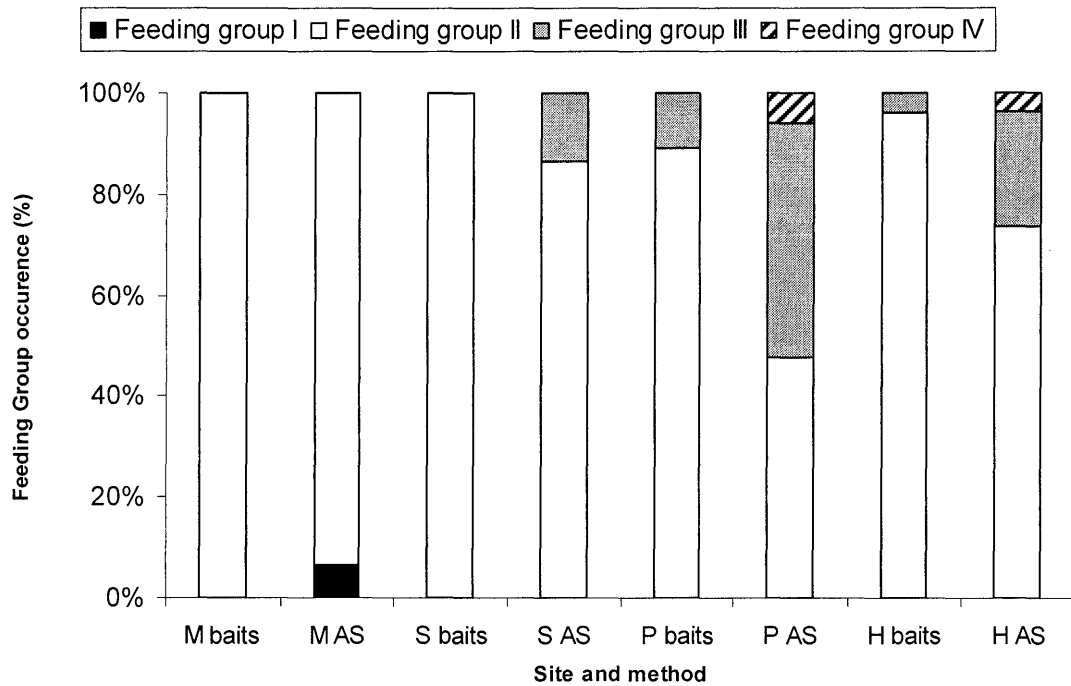 Feeding group I Feeding group II Feeding group III Feeding group IV
100%
80%
60%
40%
20%
0%
Feeding Group occurence (%)
M baits M AS S baits S AS P baits P AS H baits H AS
Site and method